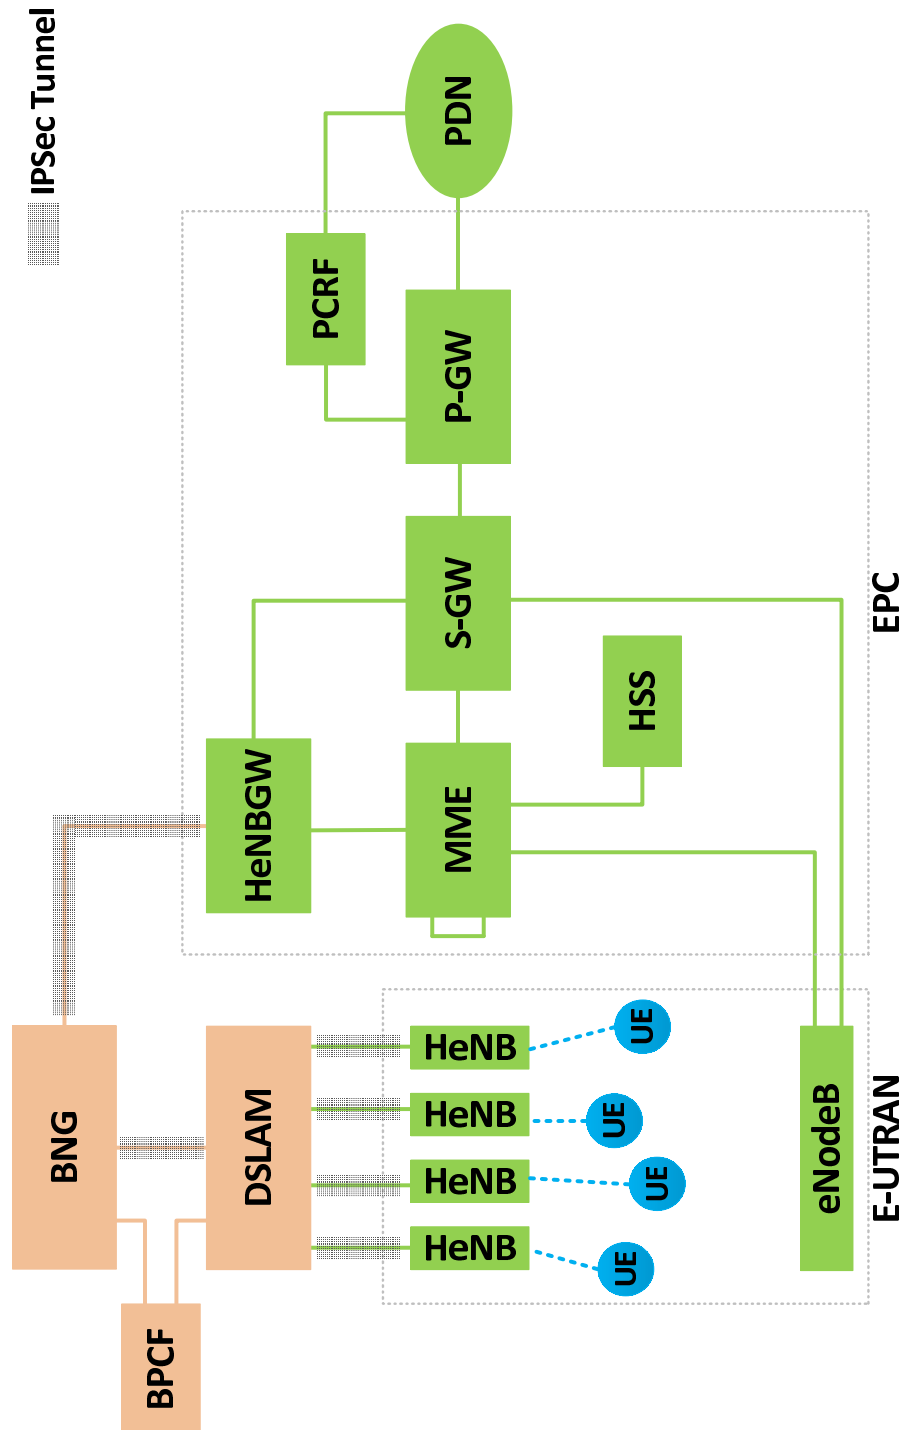 IPSec Tunnel
BNG
BPCF
DSLAM
HeNBGW
PCRF
MME
S-GW
P-GW
PDN
HeNB
HeNB
HeNB
HeNB
UE
UE
UE
UE
HSS
eNodeB
E-UTRAN
EPC